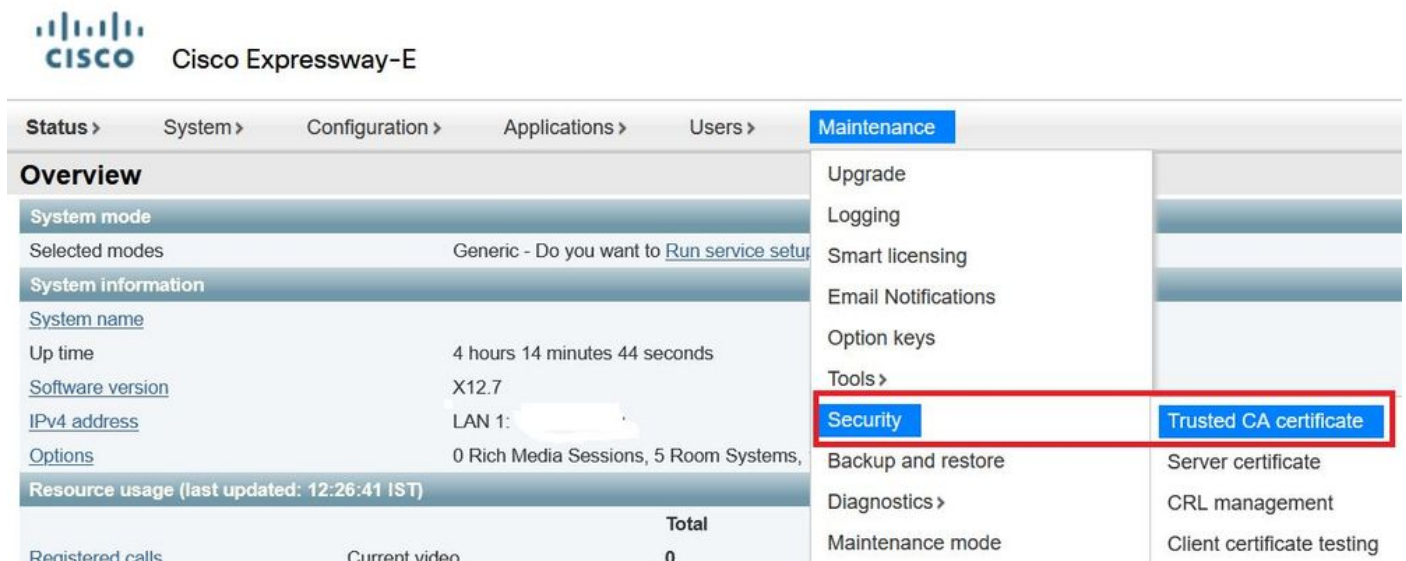 CISCO
Cisco Expressway-E
Status › System › Configuration › Applications › Users › Maintenance
Overview
System mode
Selected modes Generic - Do you want to Run service setup
System information
System name
Up time 4 hours 14 minutes 44 seconds
Software version X12.7
IPv4 address LAN 1:
Options 0 Rich Media Sessions, 5 Room Systems,
Resource usage (last updated: 12:26:41 IST)
Total
Registered calls Current video 0
Upgrade
Logging
Smart licensing
Email Notifications
Option keys
Tools ›
Security
Backup and restore
Diagnostics ›
Maintenance mode
Trusted CA certificate
Server certificate
CRL management
Client certificate testing